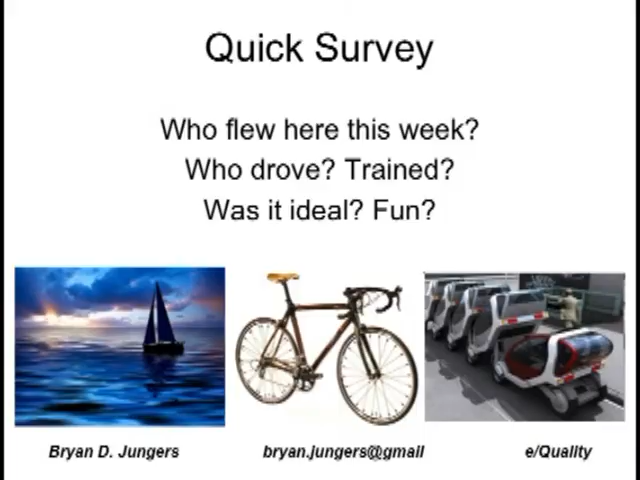 Quick Survey
Who flew here this week?
Who drove? Trained?
Was it ideal? Fun?
Bryan D. Jungers
bryan.jungers@gmail
e/Quality